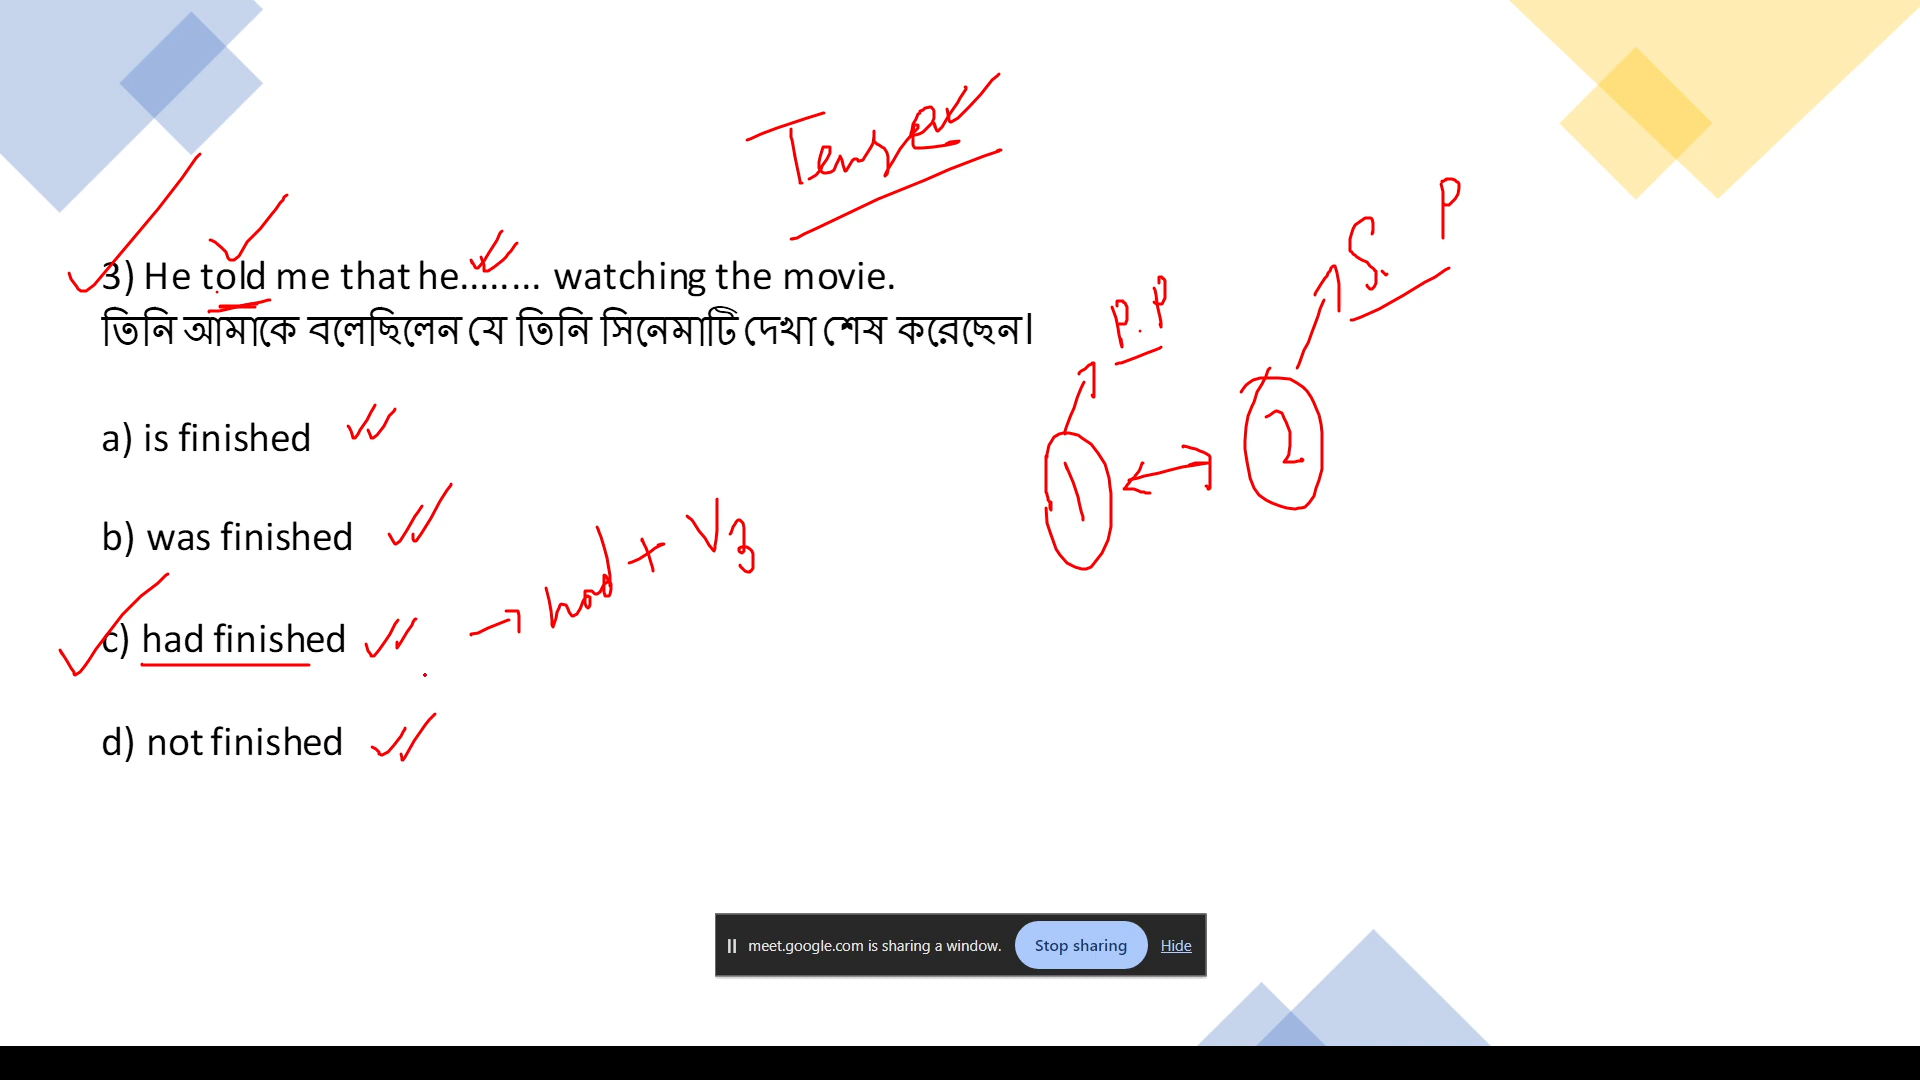 Tense
S. P
3) He told me that he........ watching the movie.
P.P
তিনি আমাকে বলেছিলেন যে তিনি সিনেমাটি দেখা শেষ করেছেন।
a) is finished
1
2
b) was finished
had + V3
c) had finished
d) not finished
meet.google.com is sharing a window. Stop sharing Hide